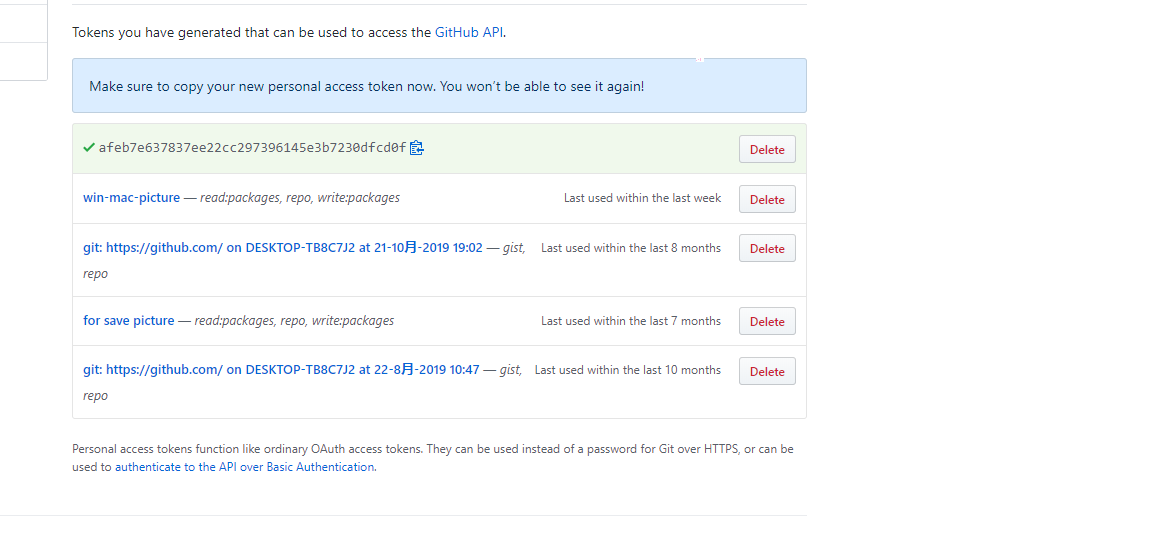 Tokens you have generated that can be used to access the GitHub API.
Make sure to copy your new personal access token now. You won't be able to see it again!
afeb7e637837ee22cc297396145e3b7230dfcd0f
Delete
win-mac-picture — read:packages, repo, write:packages
Last used within the last week
Delete
git: https://github.com/ on DESKTOP-TB8C7J2 at 21-10月-2019 19:02 — gist,
repo
Last used within the last 8 months
Delete
for save picture — read:packages, repo, write:packages
Last used within the last 7 months
Delete
git: https://github.com/ on DESKTOP-TB8C7J2 at 22-8月-2019 10:47 — gist,
repo
Last used within the last 10 months
Delete
Personal access tokens function like ordinary OAuth access tokens. They can be used instead of a password for Git over HTTPS, or can be
used to authenticate to the API over Basic Authentication.